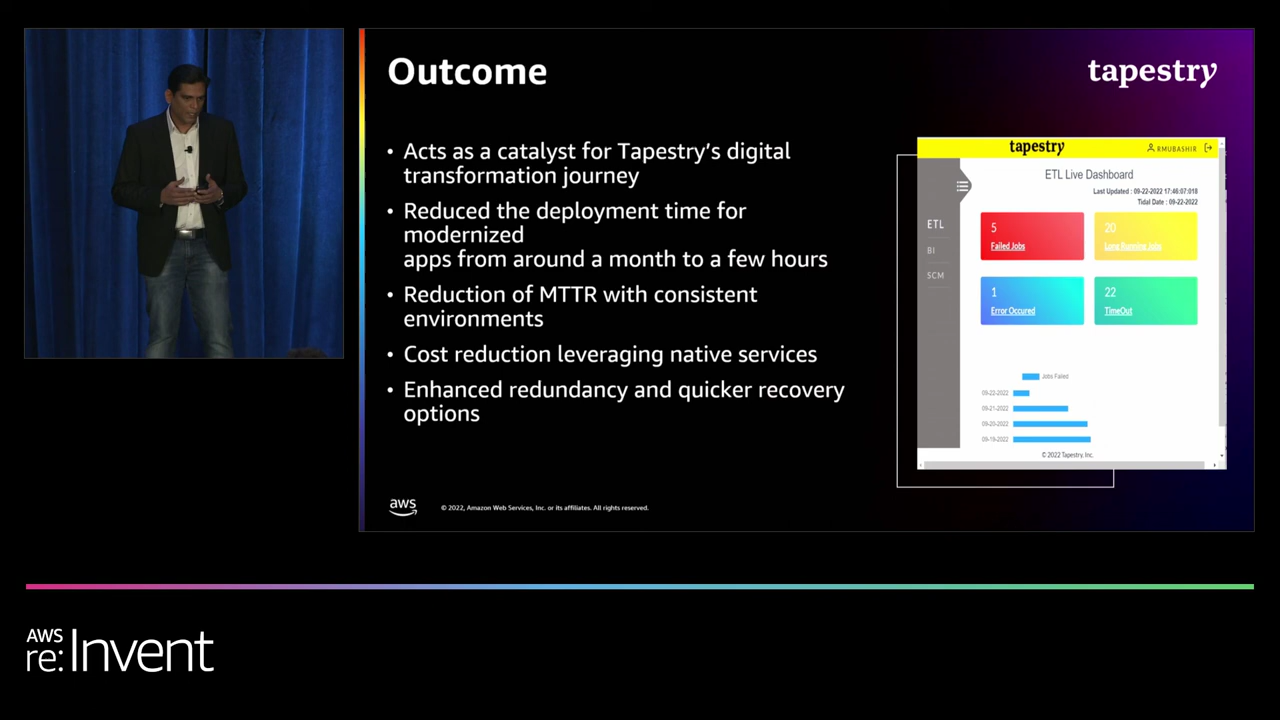 Outcome
tapestry
• Acts as a catalyst for Tapestry's digital
transformation journey
• Reduced the deployment time for
modernized
apps from around a month to a few hours
• Reduction of MTTR with consistent
environments
• Cost reduction leveraging native services
• Enhanced redundancy and quicker recovery
options
tapestry
RMUBASHIR
ETL Live Dashboard
Last Updated : 09-22-2022 17:46:07:018
Tidal Date : 09-22-2022
ETL
BI
SCM
5
Failed Jobs
20
Long Running Jobs
1
Error Occured
22
TimeOut
Jobs Failed
09-22-2022
09-21-2022
09-20-2022
09-19-2022
© 2022 Tapestry, Inc.
aws
© 2022, Amazon Web Services, Inc. or its affiliates. All rights reserved.
AWS
re:Invent